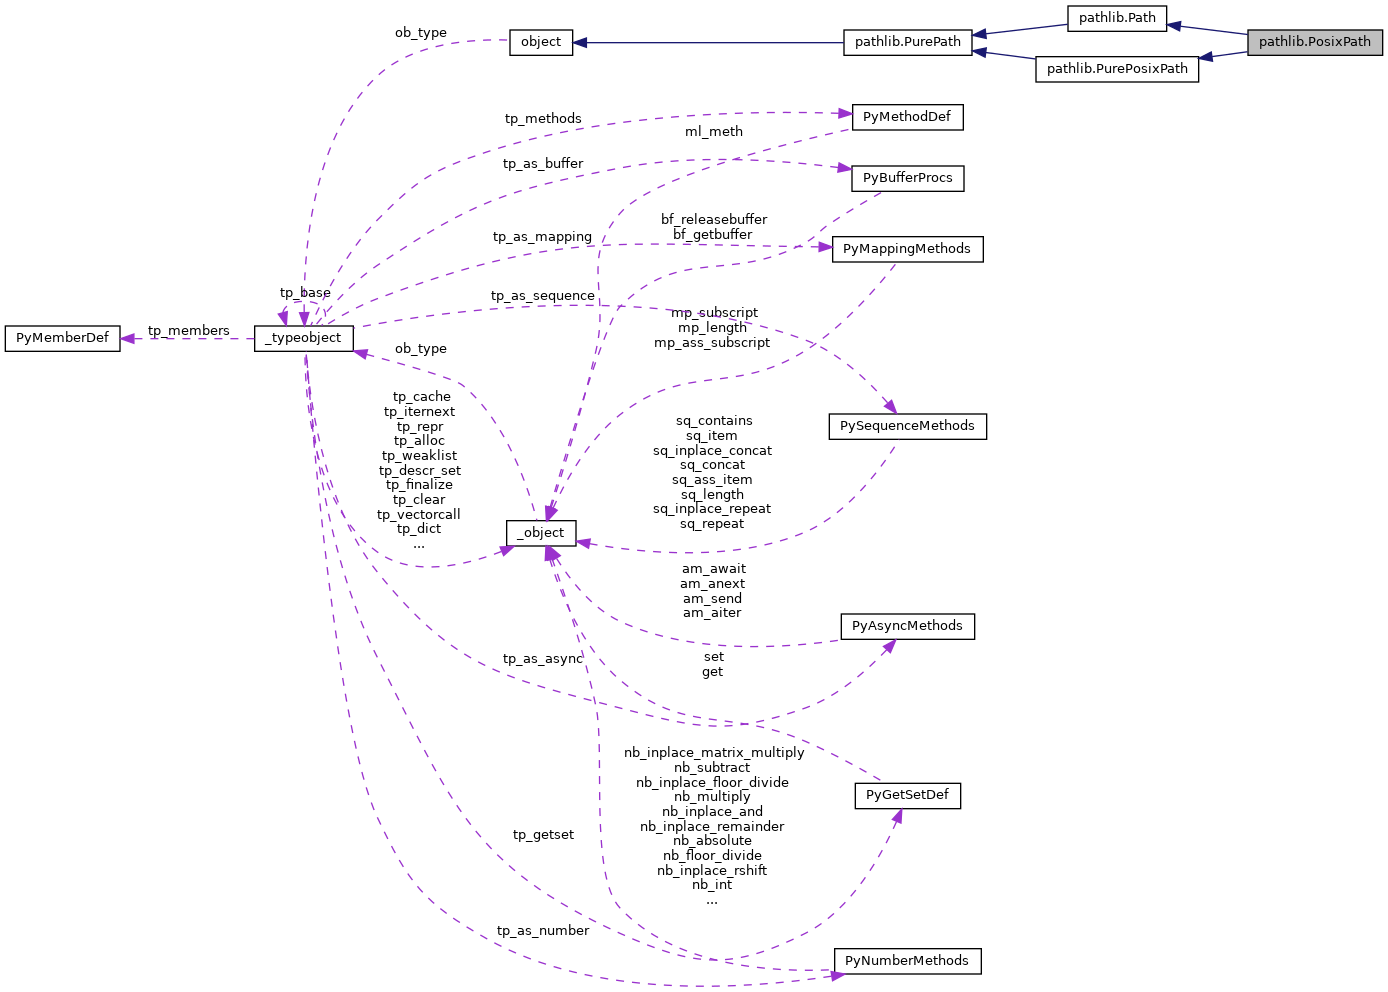 pathlib.Path
ob_type
object
pathlib.PurePath
pathlib.PosixPath
pathlib.PurePosixPath
tp_methods
PyMethodDef
ml_meth
tp_as_buffer
PyBufferProcs
bf_releasebuffer
bf_getbuffer
tp_as_mapping
PyMappingMethods
tp_base
tp_as_sequence
mp_subscript
mp_length
mp_ass_subscript
PyMemberDef
tp_members
_typeobject
ob_type
tp_cache
tp_iternext
tp_repr
tp_alloc
tp_weaklist
tp_descr_set
tp_finalize
tp_clear
tp_vectorcall
tp_dict
...
sq_contains
sq_item
sq_inplace_concat
sq_concat
sq_ass_item
sq_length
sq_inplace_repeat
sq_repeat
PySequenceMethods
_object
am_await
am_anext
am_send
am_aiter
PyAsyncMethods
tp_as_async
set
get
nb_inplace_matrix_multiply
nb_subtract
nb_inplace_floor_divide
nb_multiply
nb_inplace_and
nb_inplace_remainder
nb_absolute
nb_floor_divide
nb_inplace_rshift
nb_int
...
PyGetSetDef
tp_getset
tp_as_number
PyNumberMethods